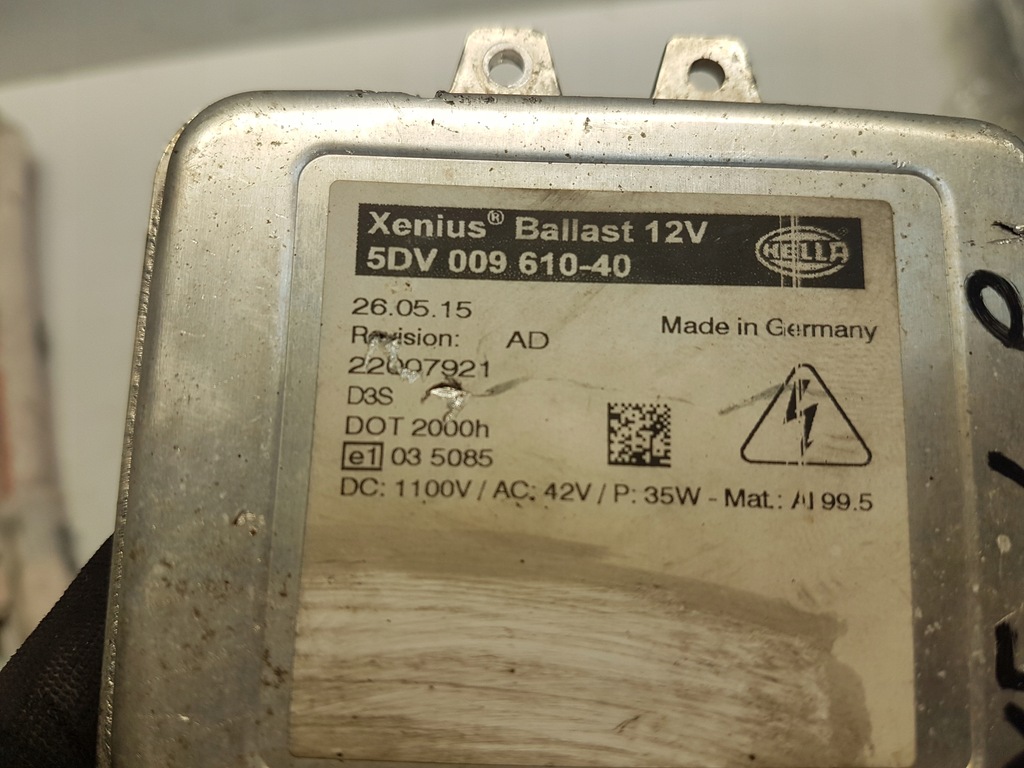 Xenius® Ballast 12V
5DV 009 610-40
HELLA
26.05.15
Made in Germany
Revision: AD
22007921
D3S
DOT 2000h
e1 03 5085
DC: 1100V / AC: 42V / P: 35W - Mat.: Al 99.5